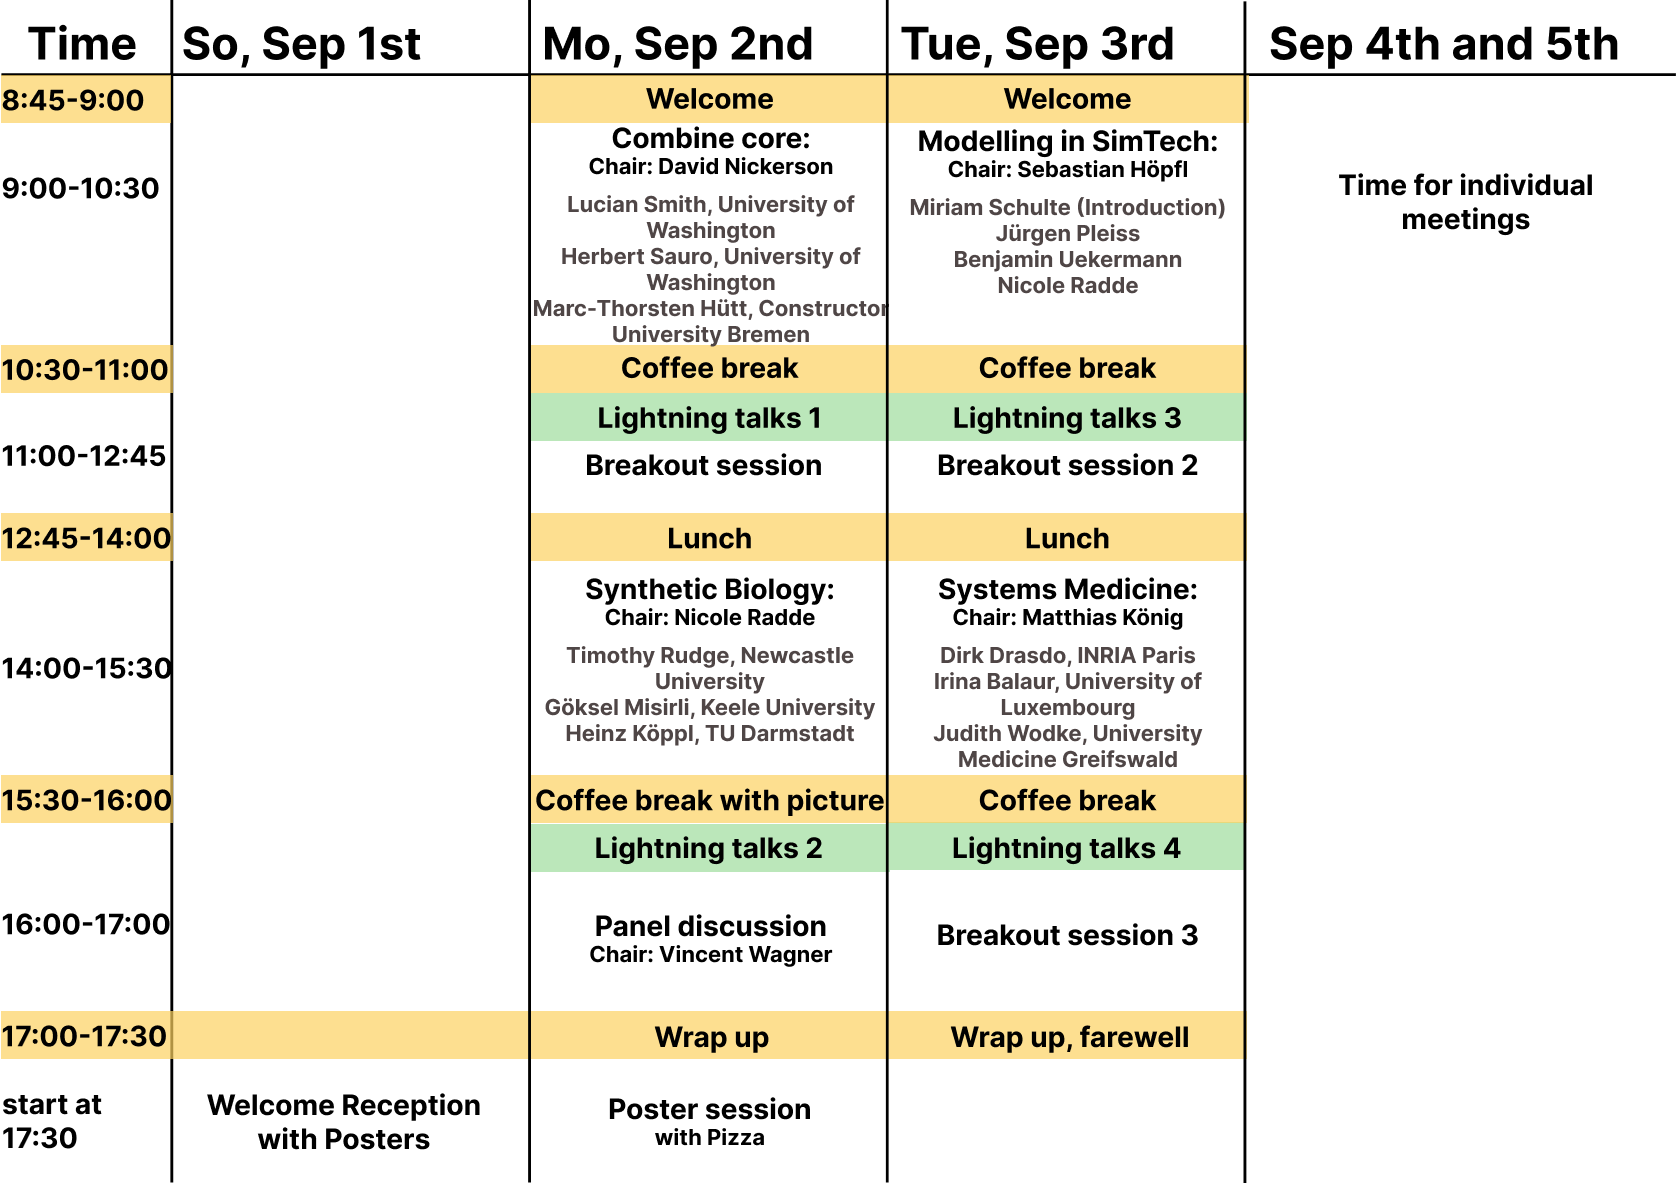 Time
So, Sep 1st
Mo, Sep 2nd
Tue, Sep 3rd
Sep 4th and 5th
8:45-9:00
Welcome
Welcome
9:00-10:30
Combine core:
Chair: David Nickerson
Lucian Smith, University of
Washington
Herbert Sauro, University of
Washington
Marc-Thorsten Hütt, Constructor
University Bremen
Modelling in SimTech:
Chair: Sebastian Höpfl
Miriam Schulte (Introduction)
Jürgen Pleiss
Benjamin Uekermann
Nicole Radde
Time for individual
meetings
10:30-11:00
Coffee break
Coffee break
11:00-12:45
Lightning talks 1
Breakout session
Lightning talks 3
Breakout session 2
12:45-14:00
Lunch
Lunch
14:00-15:30
Synthetic Biology:
Chair: Nicole Radde
Timothy Rudge, Newcastle
University
Göksel Misirli, Keele University
Heinz Köppl, TU Darmstadt
Systems Medicine:
Chair: Matthias König
Dirk Drasdo, INRIA Paris
Irina Balaur, University of
Luxembourg
Judith Wodke, University
Medicine Greifswald
15:30-16:00
Coffee break with picture
Coffee break
16:00-17:00
Lightning talks 2
Panel discussion
Chair: Vincent Wagner
Lightning talks 4
Breakout session 3
17:00-17:30
Wrap up
Wrap up, farewell
start at
17:30
Welcome Reception
with Posters
Poster session
with Pizza